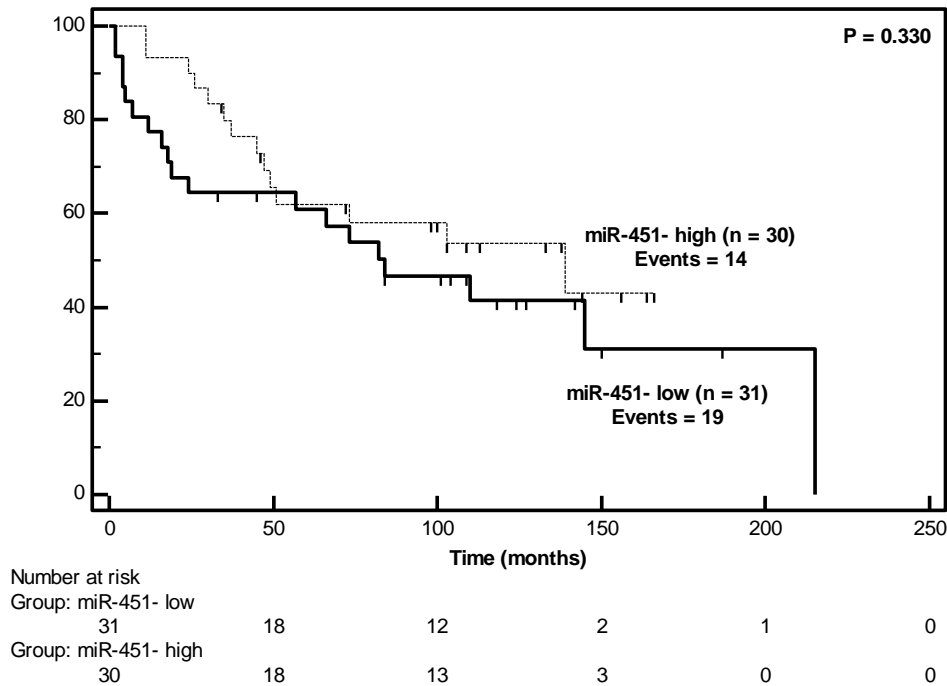 100
P = 0.330
80
60
miR-451- high (n = 30)
Events = 14
40
miR-451- low (n = 31)
Events = 19
20
0
0 50 100 150 200 250
Time (months)
Number at risk
Group: miR-451- low
31 18 12 2 1 0
Group: miR-451- high
30 18 13 3 0 0